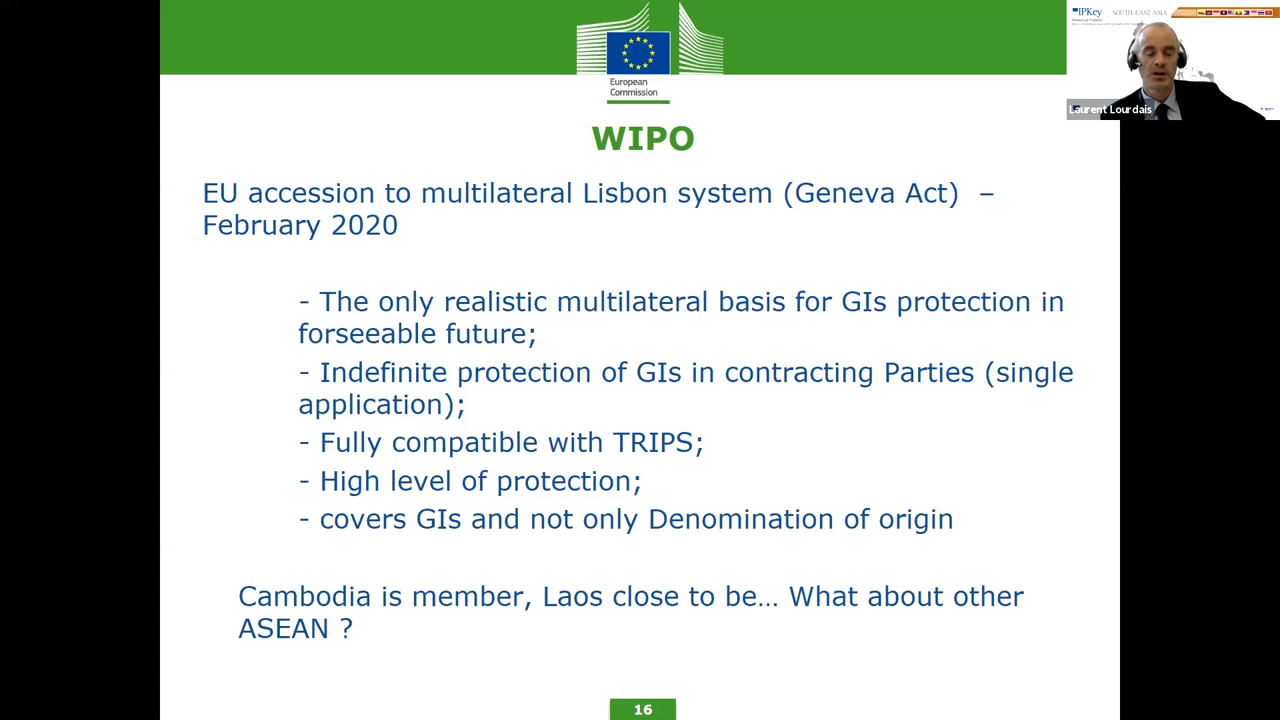 IPKey SOUTH-EAST ASIA
Laurent Lourdais
European
Commission
WIPO
EU accession to multilateral Lisbon system (Geneva Act) –
February 2020
- The only realistic multilateral basis for GIs protection in
forseeable future;
- Indefinite protection of GIs in contracting Parties (single
application);
- Fully compatible with TRIPS;
- High level of protection;
- covers GIs and not only Denomination of origin
Cambodia is member, Laos close to be… What about other
ASEAN ?
16